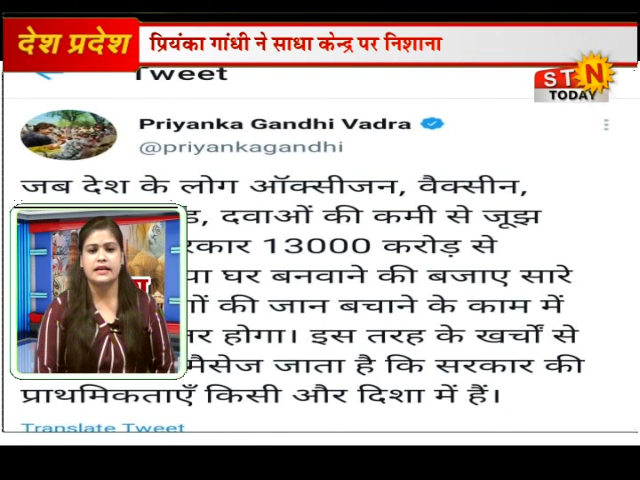 देश प्रदेश
प्रियंका गांधी ने साधा केन्द्र पर निशाना
STN
TODAY
Tweet
Priyanka Gandhi Vadra
@priyankagandhi
जब देश के लोग ऑक्सीजन, वैक्सीन,
दवाओं की कमी से जूझ
13000 करोड़ से
घर बनवाने की बजाए सारे
की जान बचाने के काम में
होगा। इस तरह के खर्चों से
मैसेज जाता है कि सरकार की
प्राथमिकताएँ किसी और दिशा में हैं।
Translate Tweet